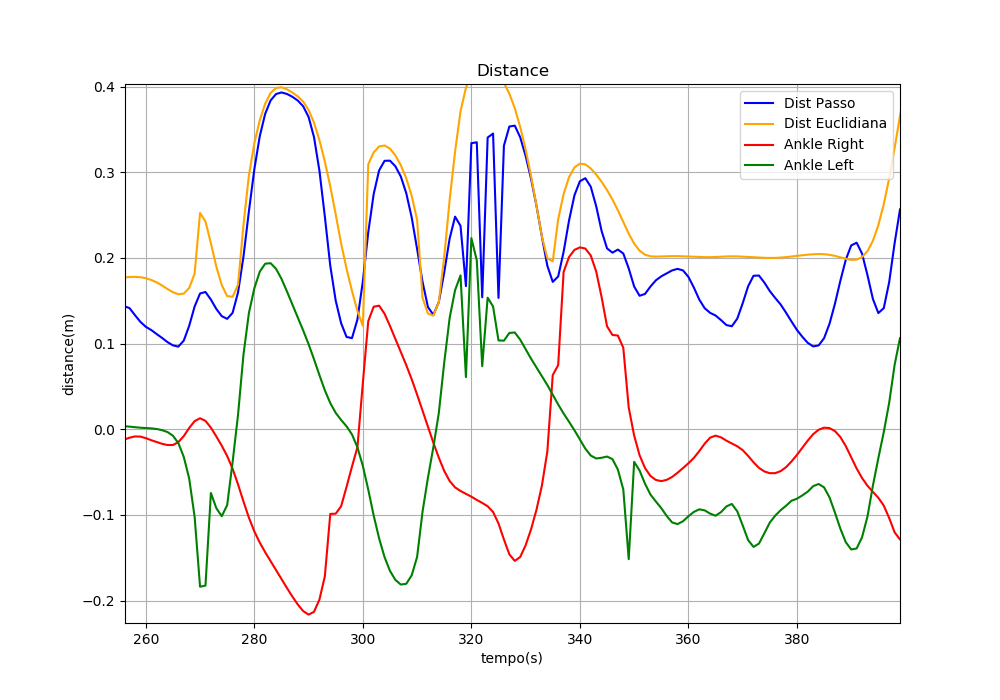 Distance
Dist Passo
Dist Euclidiana
Ankle Right
Ankle Left
distance(m)
0.4
0.3
0.2
0.1
0.0
−0.1
−0.2
260 280 300 320 340 360 380
tempo(s)